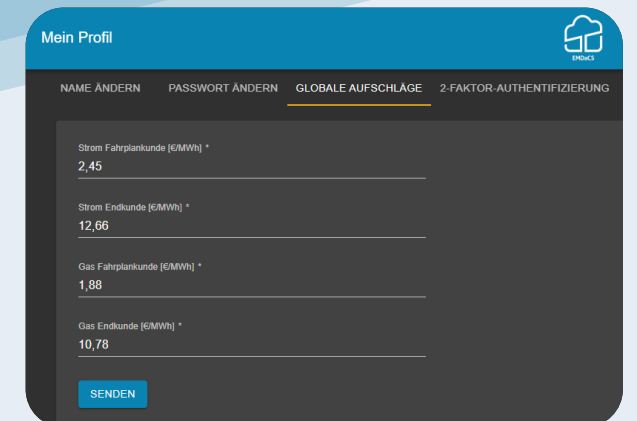 Mein Profil
EMDaCS
NAME ÄNDERN PASSWORT ÄNDERN GLOBALE AUFSCHLÄGE 2-FAKTOR-AUTHENTIFIZIERUNG
Strom Fahrplankunde [€/MWh] *
2,45
Strom Endkunde [€/MWh] *
12,66
Gas Fahrplankunde [€/MWh] *
1,88
Gas Endkunde [€/MWh] *
10,78
SENDEN